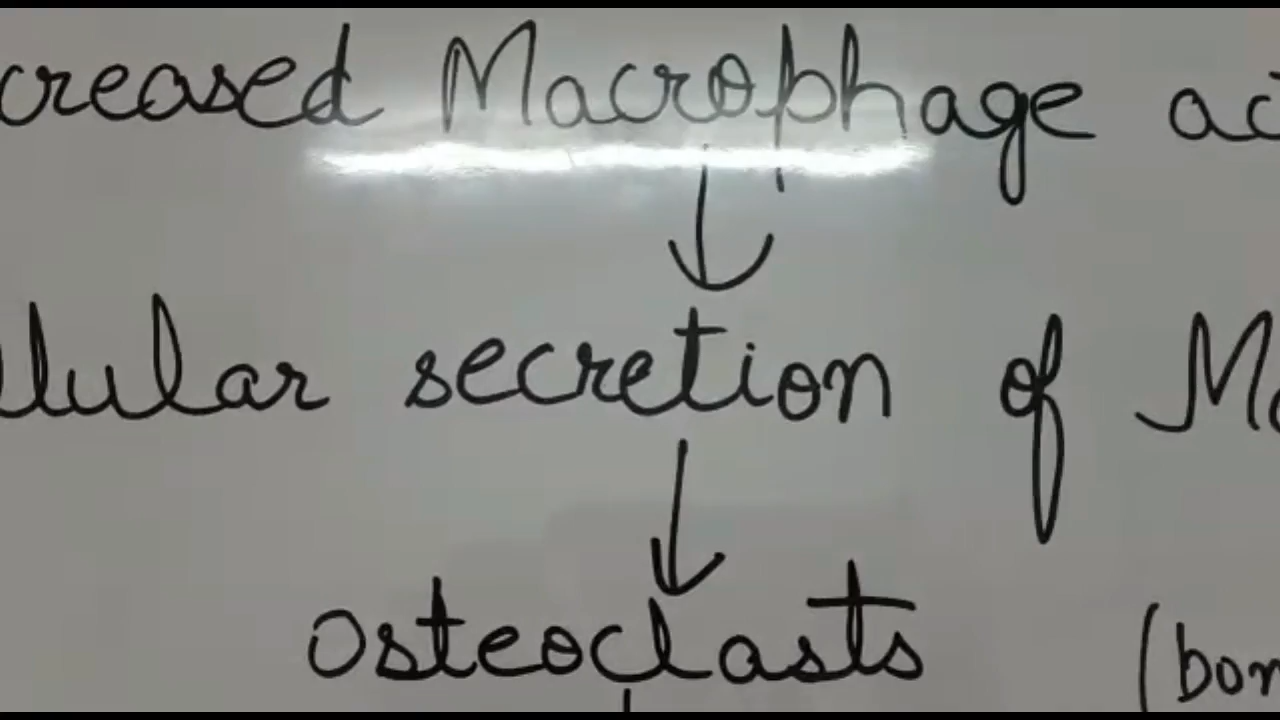 creased Macrophage ac
llular secretion of M
Osteoclasts (bon